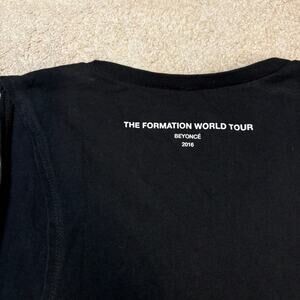 THE FORMATION WORLD TOUR
BEYONCÉ
2016